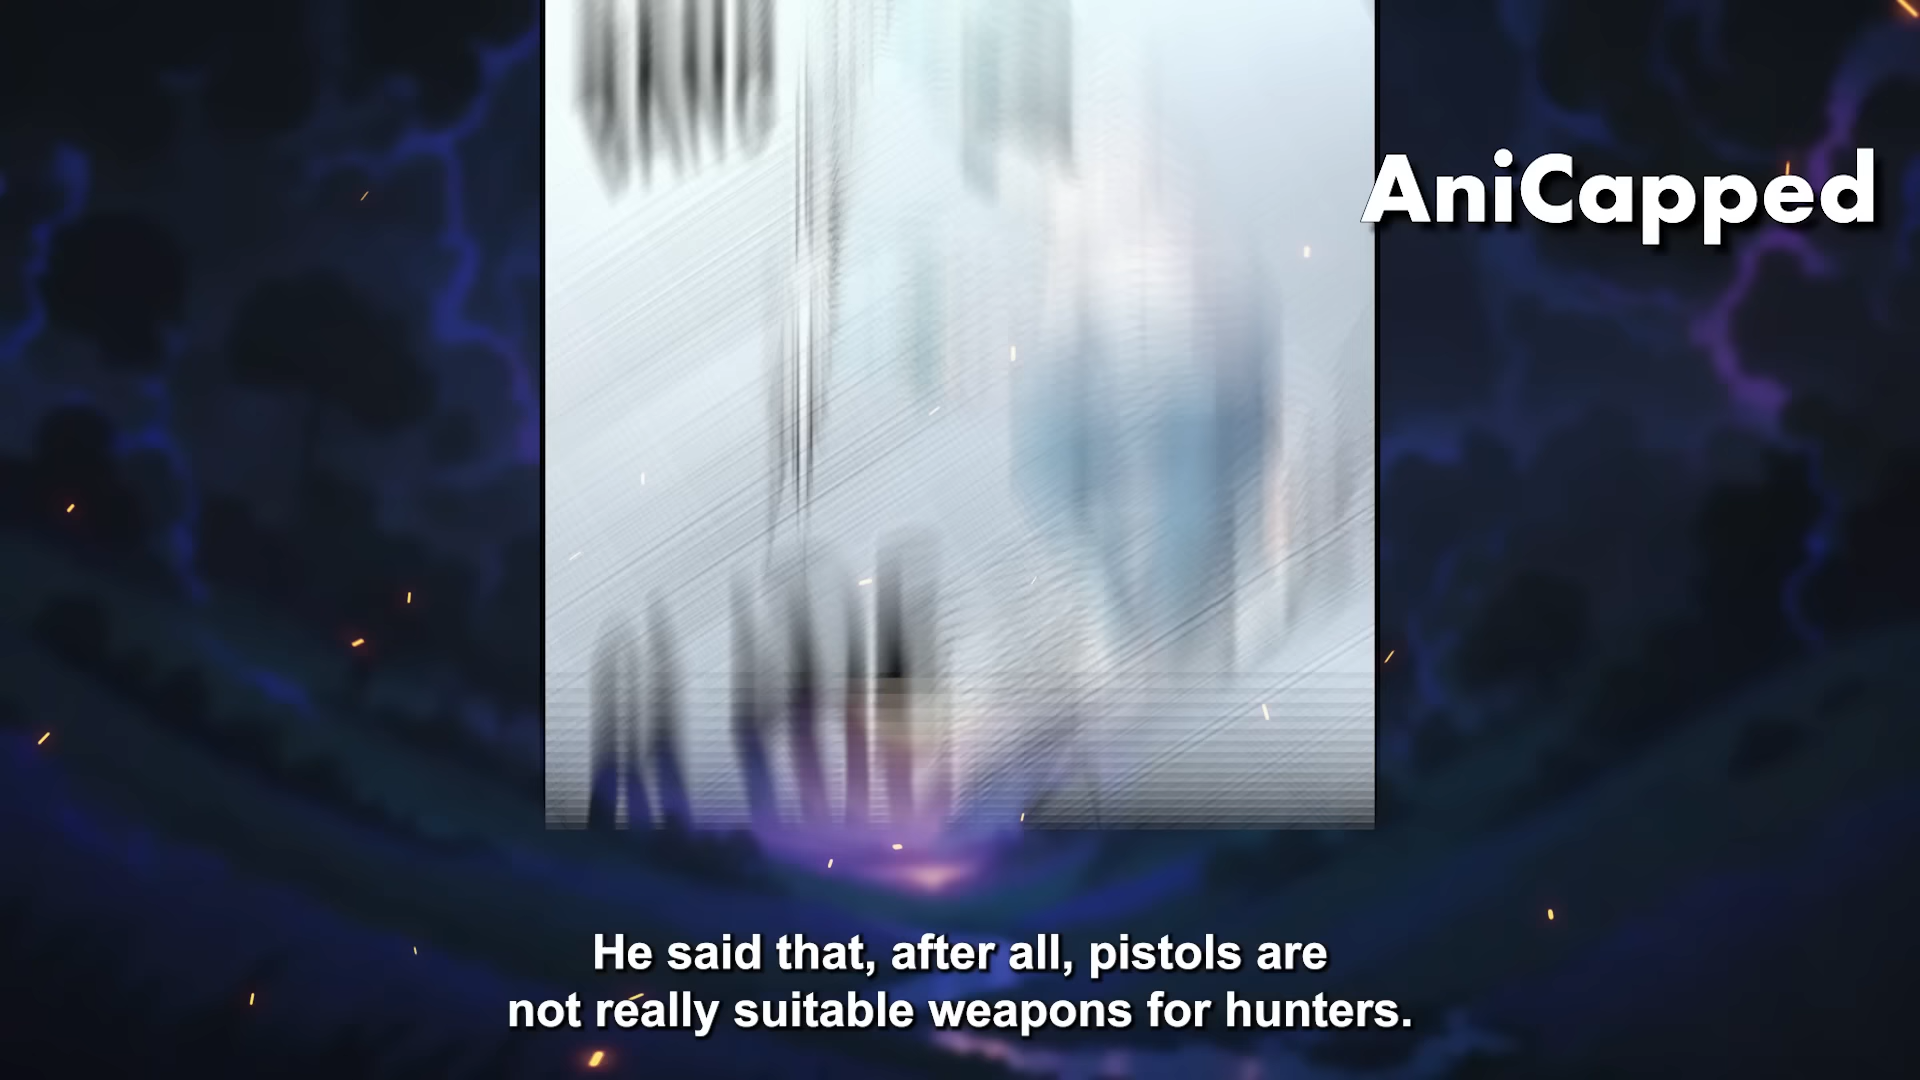 AniCapped
He said that, after all, pistols are
not really suitable weapons for hunters.